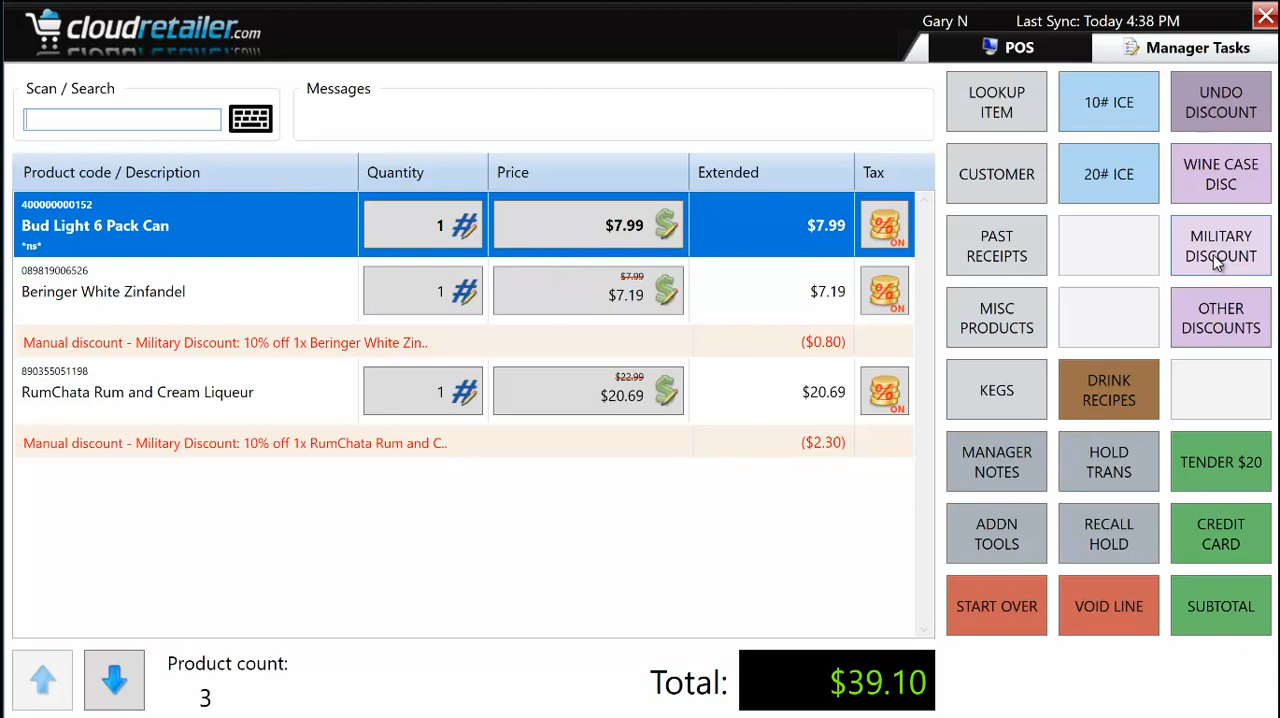 cloudretailer.com
Gary N Last Sync: Today 4:38 PM
POS Manager Tasks
Scan / Search
Messages
Product code / Description Quantity Price Extended Tax
400000000152
Bud Light 6 Pack Can 1 $7.99 $7.99
*ns*
ON
089819006526
Beringer White Zinfandel 1 $7.99 $7.19 $7.19
ON
Manual discount - Military Discount: 10% off 1x Beringer White Zin.. ($0.80)
890355051198
RumChata Rum and Cream Liqueur 1 $22.99 $20.69 $20.69
ON
Manual discount - Military Discount: 10% off 1x RumChata Rum and C.. ($2.30)
Product count:
3
Total: $39.10
LOOKUP
ITEM
10# ICE
UNDO
DISCOUNT
CUSTOMER
20# ICE
WINE CASE
DISC
PAST
RECEIPTS
MILITARY
DISCOUNT
MISC
PRODUCTS
OTHER
DISCOUNTS
KEGS
DRINK
RECIPES
MANAGER
NOTES
HOLD
TRANS
TENDER $20
ADDN
TOOLS
RECALL
HOLD
CREDIT
CARD
START OVER
VOID LINE
SUBTOTAL